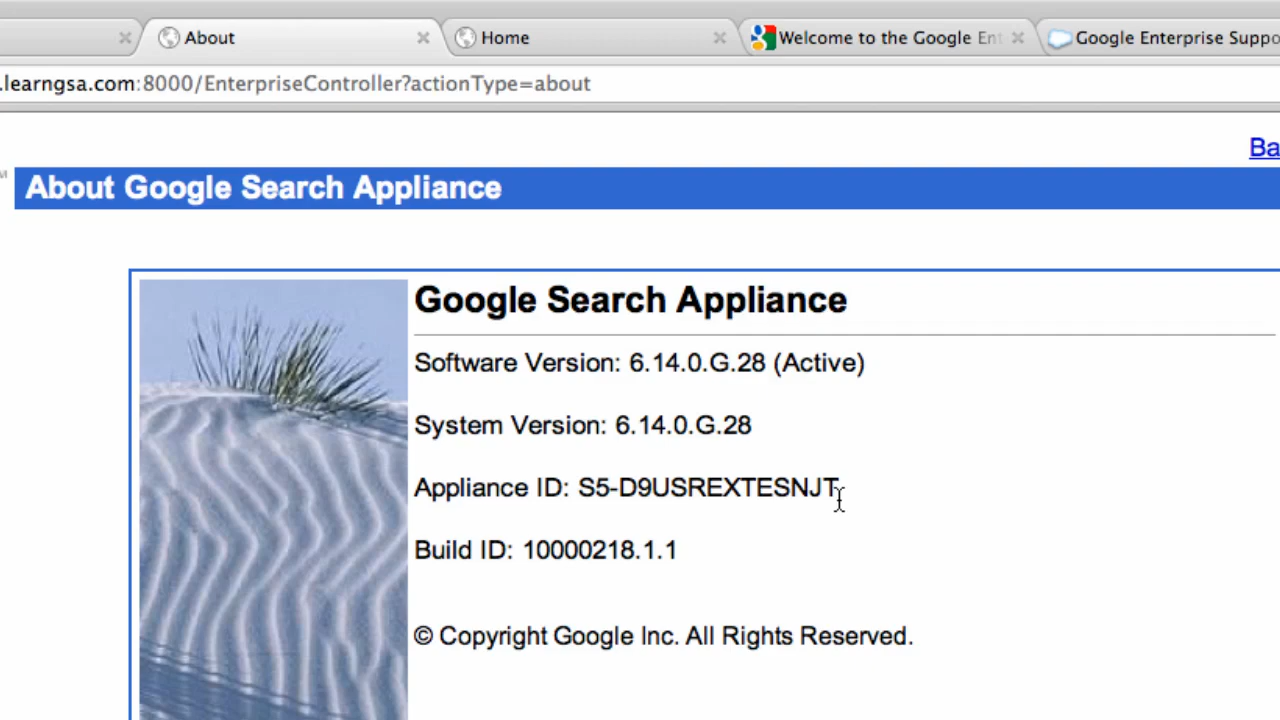 About
Home
Welcome to the Google Ent
Google Enterprise Suppo
.learngsa.com:8000/EnterpriseController?actionType=about
Ba
About Google Search Appliance
Google Search Appliance
Software Version: 6.14.0.G.28 (Active)
System Version: 6.14.0.G.28
Appliance ID: S5-D9USREXTESNJT
Build ID: 10000218.1.1
© Copyright Google Inc. All Rights Reserved.